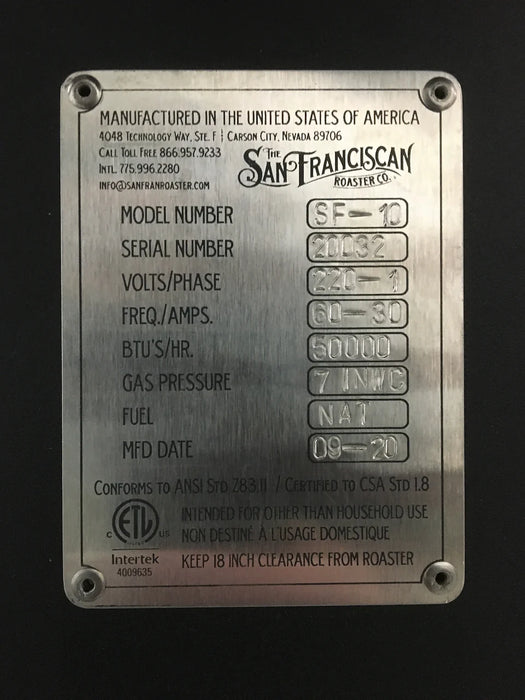 MANUFACTURED IN THE UNITED STATES OF AMERICA
4048 TECHNOLOGY WAY, STE. F | CARSON CITY, NEVADA 89706
CALL TOLL FREE 866.957.9233
INTL. 775.996.2280
INFO@SANFRANROASTER.COM
THE
SAN FRANCISCAN
ROASTER CO.
MODEL NUMBER SF-10
SERIAL NUMBER 20032
VOLTS/PHASE 220-1
FREQ./AMPS. 60-30
BTU'S/HR. 50000
GAS PRESSURE 7 INWC
FUEL NAT
MFD DATE 09-20
CONFORMS TO ANSI STD Z83.11 / CERTIFIED TO CSA STD 1.8
C ETL US
INTENDED FOR OTHER THAN HOUSEHOLD USE
NON DESTINÉ À L'USAGE DOMESTIQUE
Intertek
4009635
KEEP 18 INCH CLEARANCE FROM ROASTER